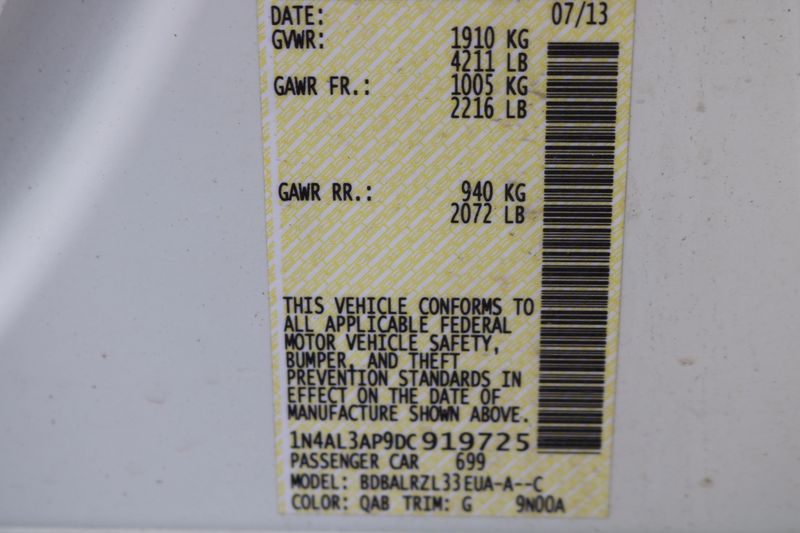 DATE: 07/13
GVWR: 1910 KG
4211 LB
GAWR FR.: 1005 KG
2216 LB
GAWR RR.: 940 KG
2072 LB
THIS VEHICLE CONFORMS TO
ALL APPLICABLE FEDERAL
MOTOR VEHICLE SAFETY,
BUMPER, AND THEFT
PREVENTION STANDARDS IN
EFFECT ON THE DATE OF
MANUFACTURE SHOWN ABOVE.
1N4AL3AP9DC919725
PASSENGER CAR 699
MODEL: BDBALRZL33EUA-A--C
COLOR: QAB TRIM: G 9N00A